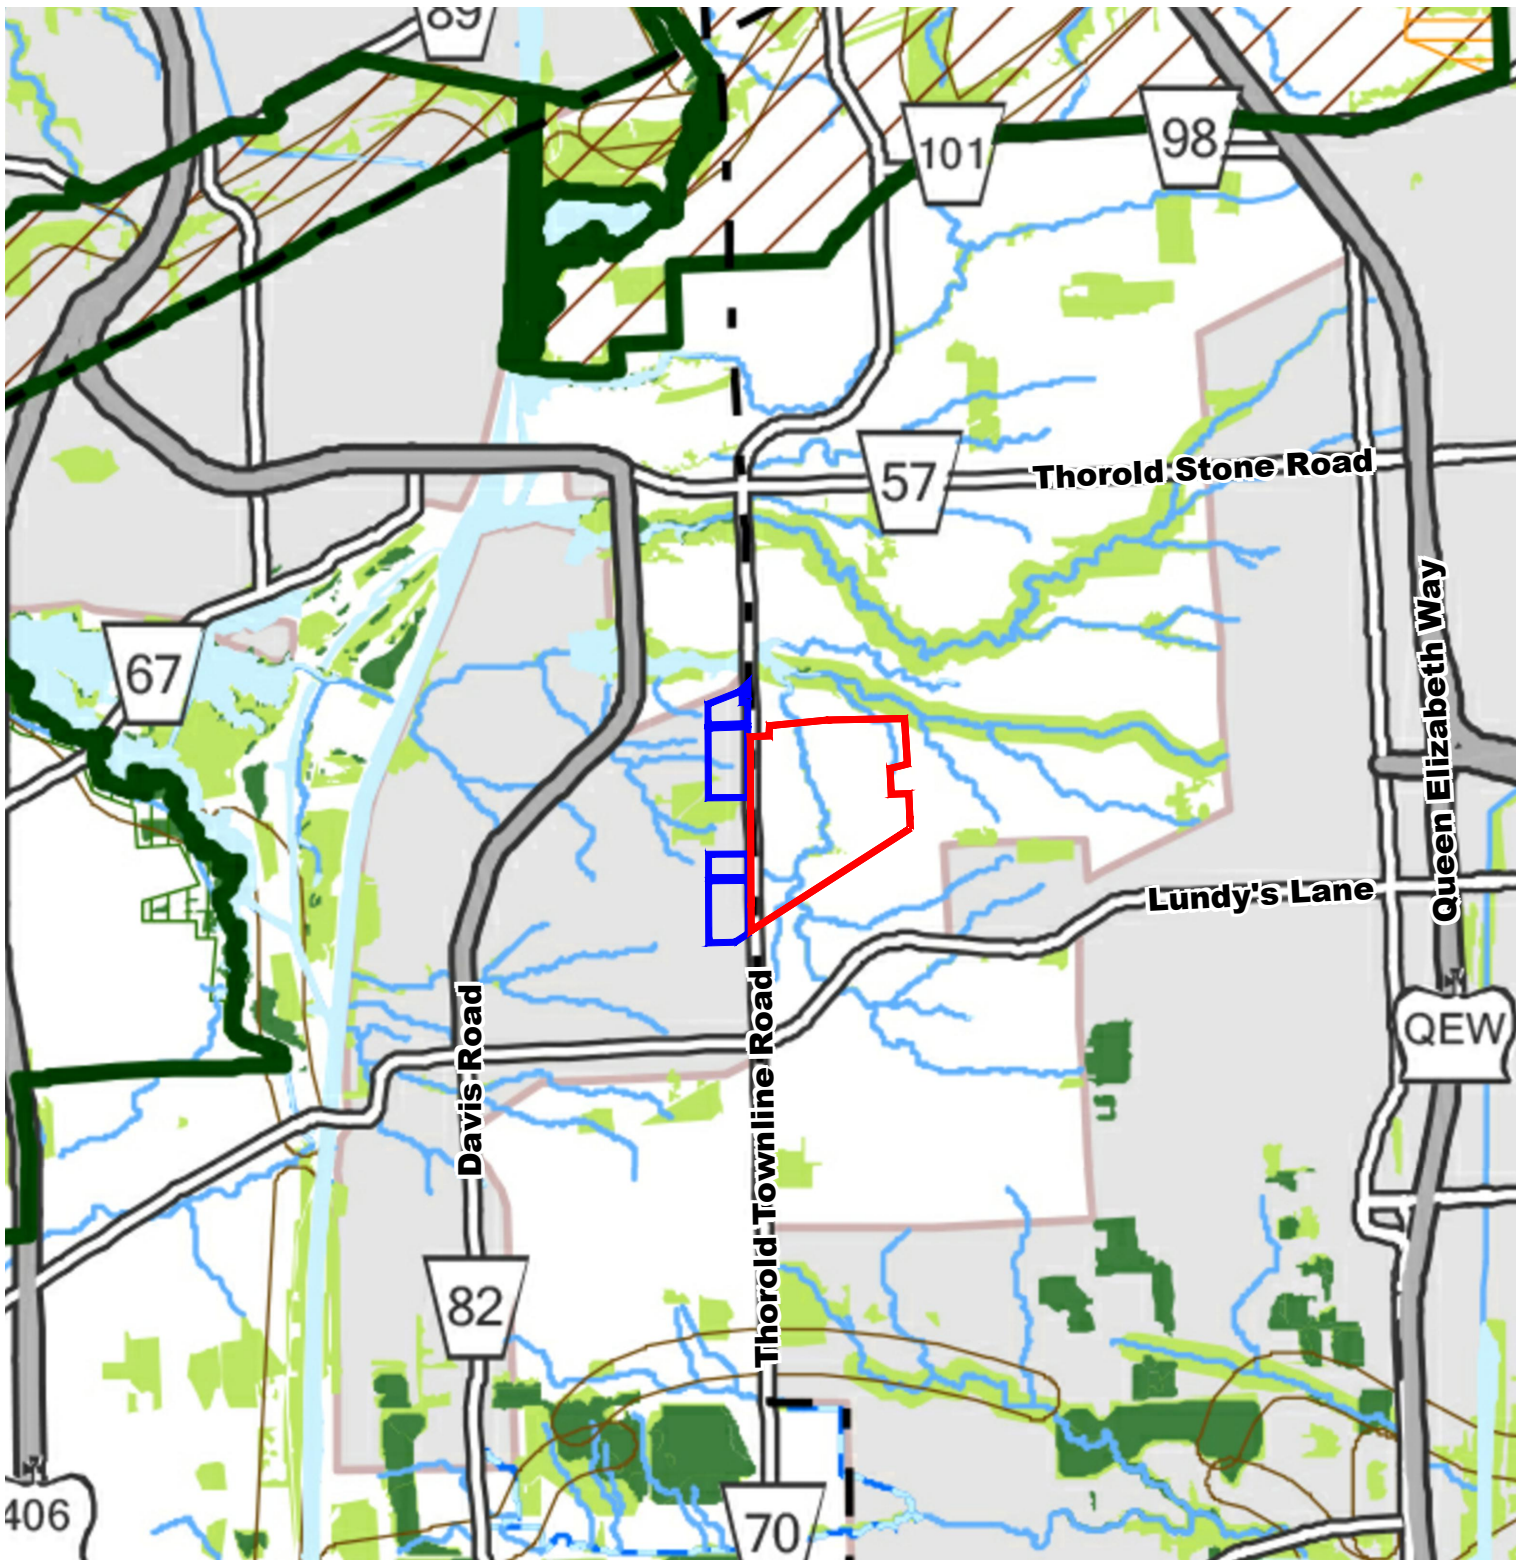 89
101
98
57
Thorold Stone Road
67
Queen Elizabeth Way
Lundy's Lane
Davis Road
Thorold Townline Road
QEW
82
406
70